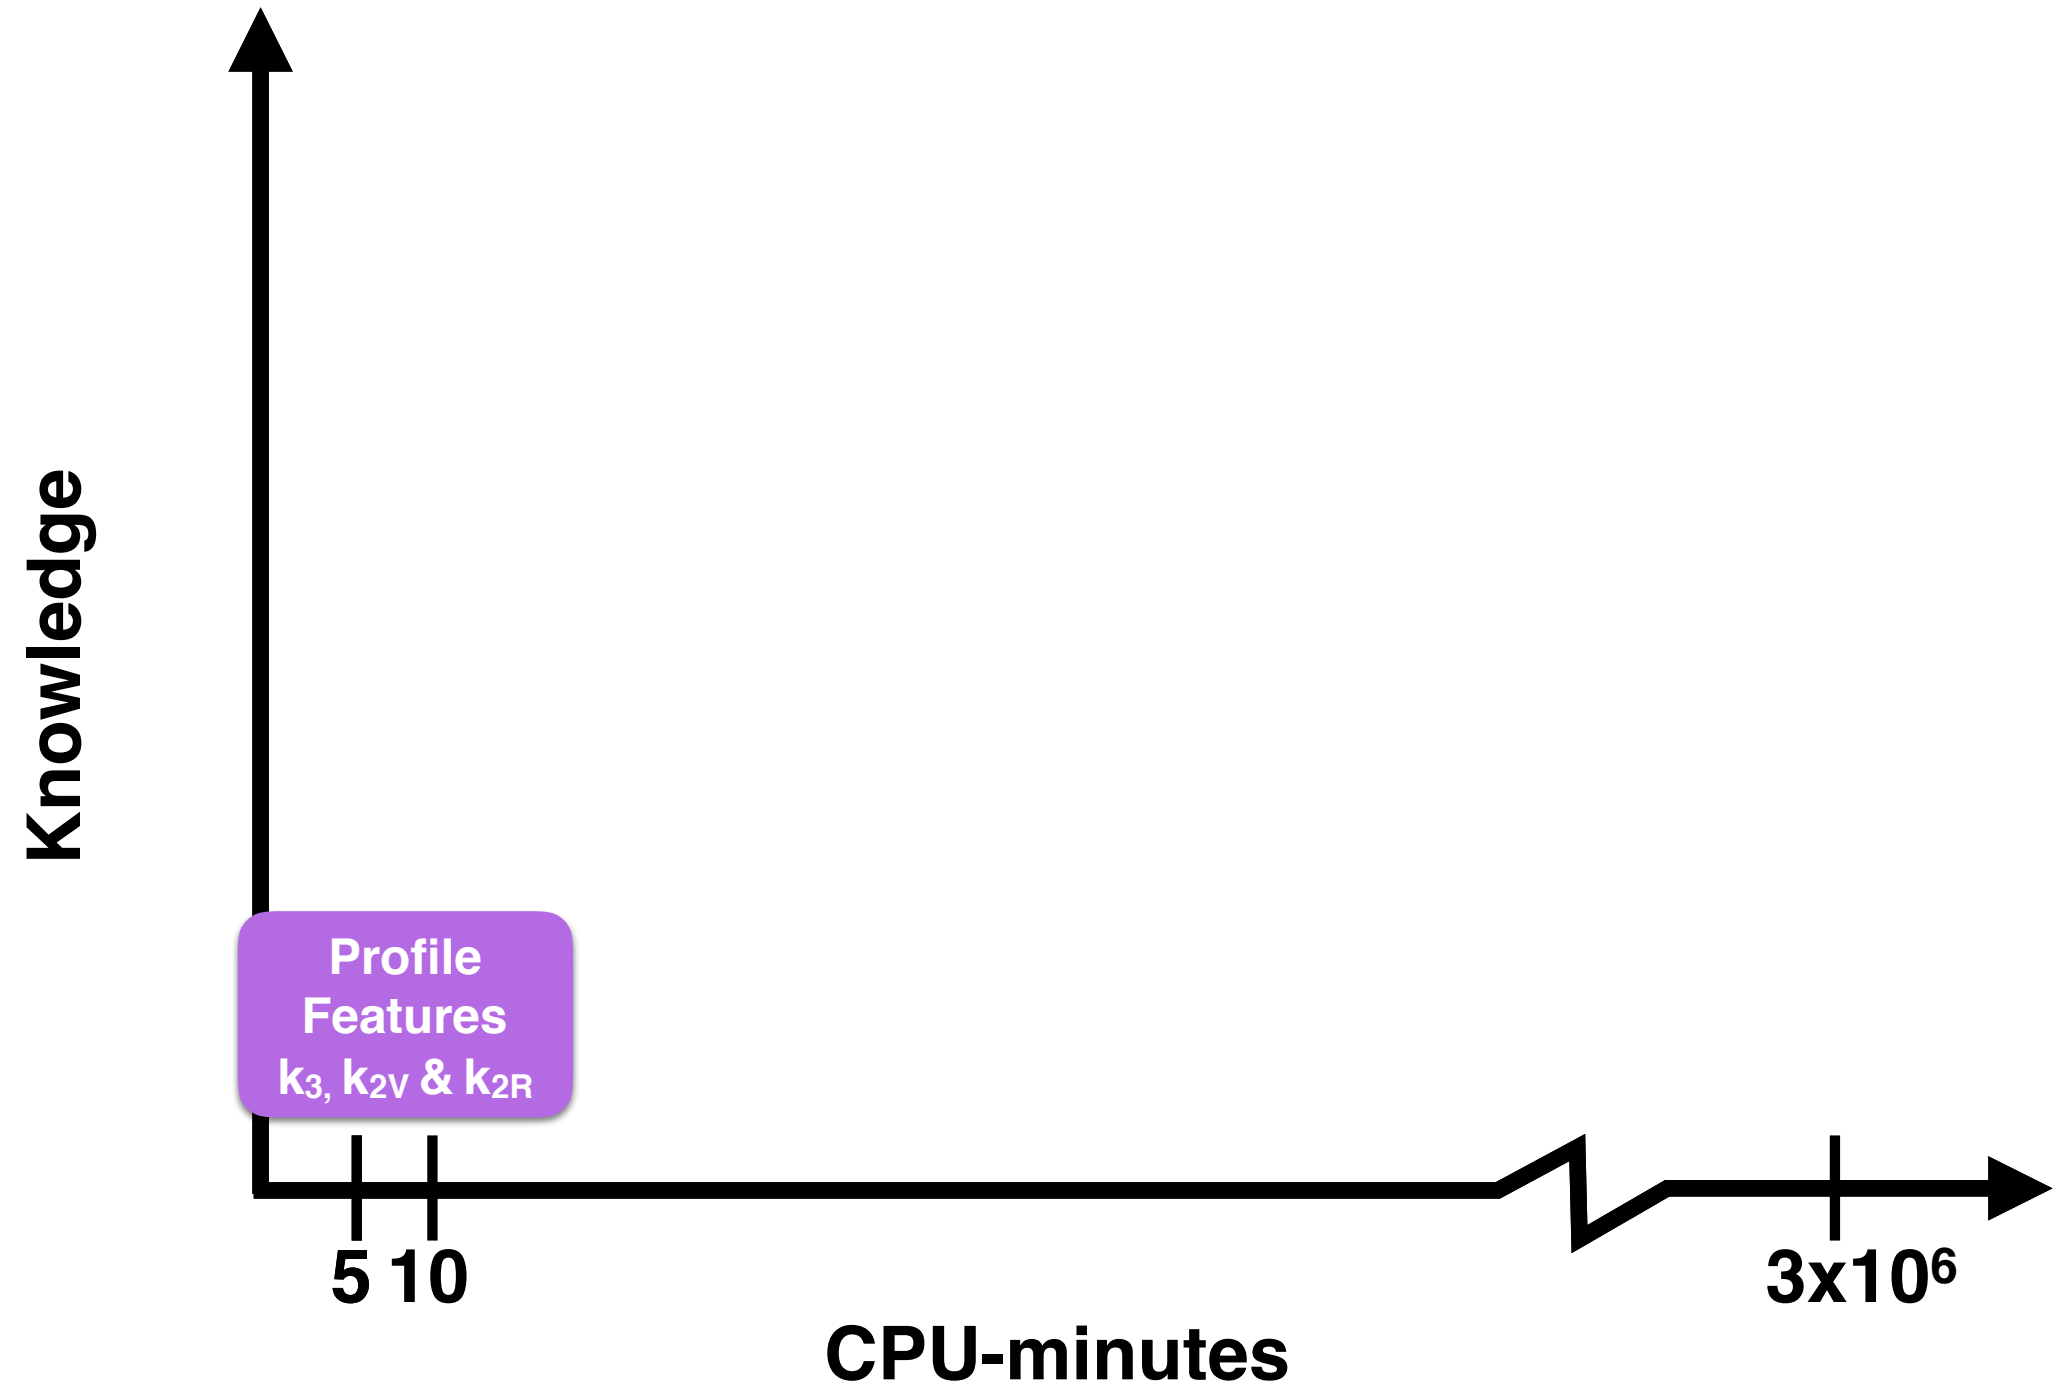 Knowledge
Profile
Features
k₃, k₂V & k₂R
5 10
3x10⁶
CPU-minutes